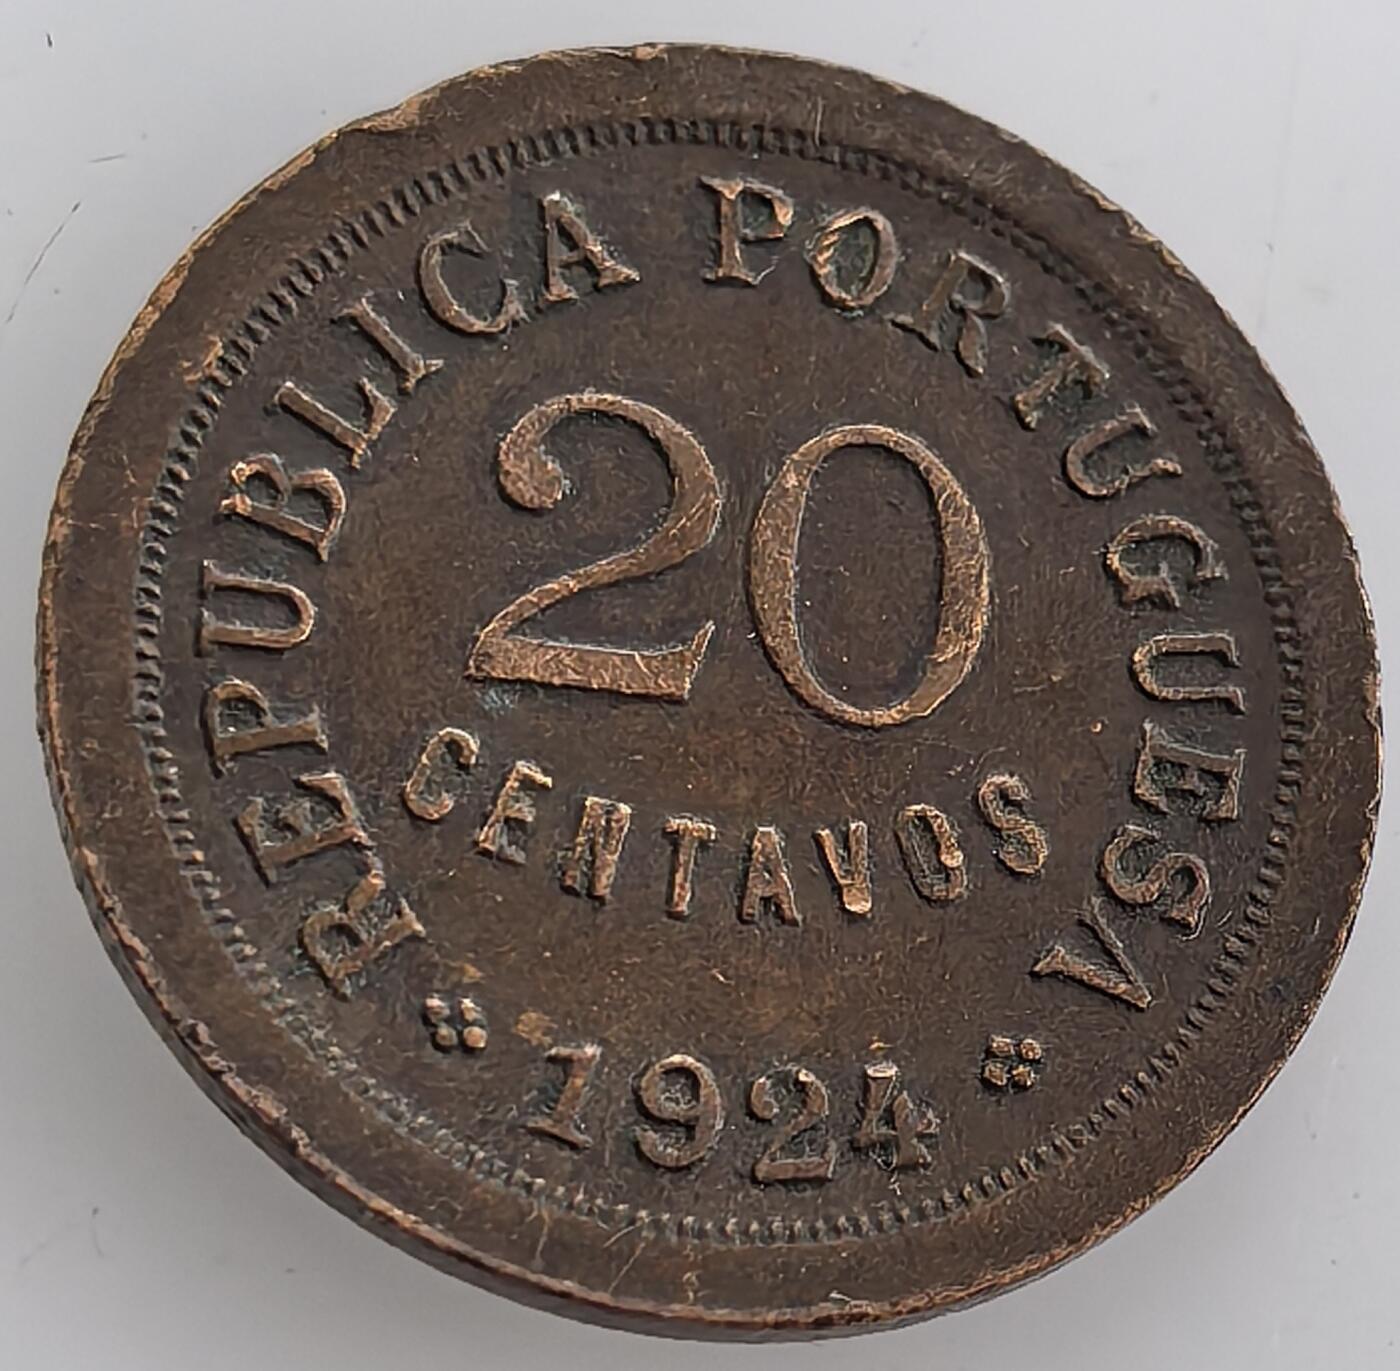 REPUBLICA PORTUGUESA
20
CENTAVOS
1924